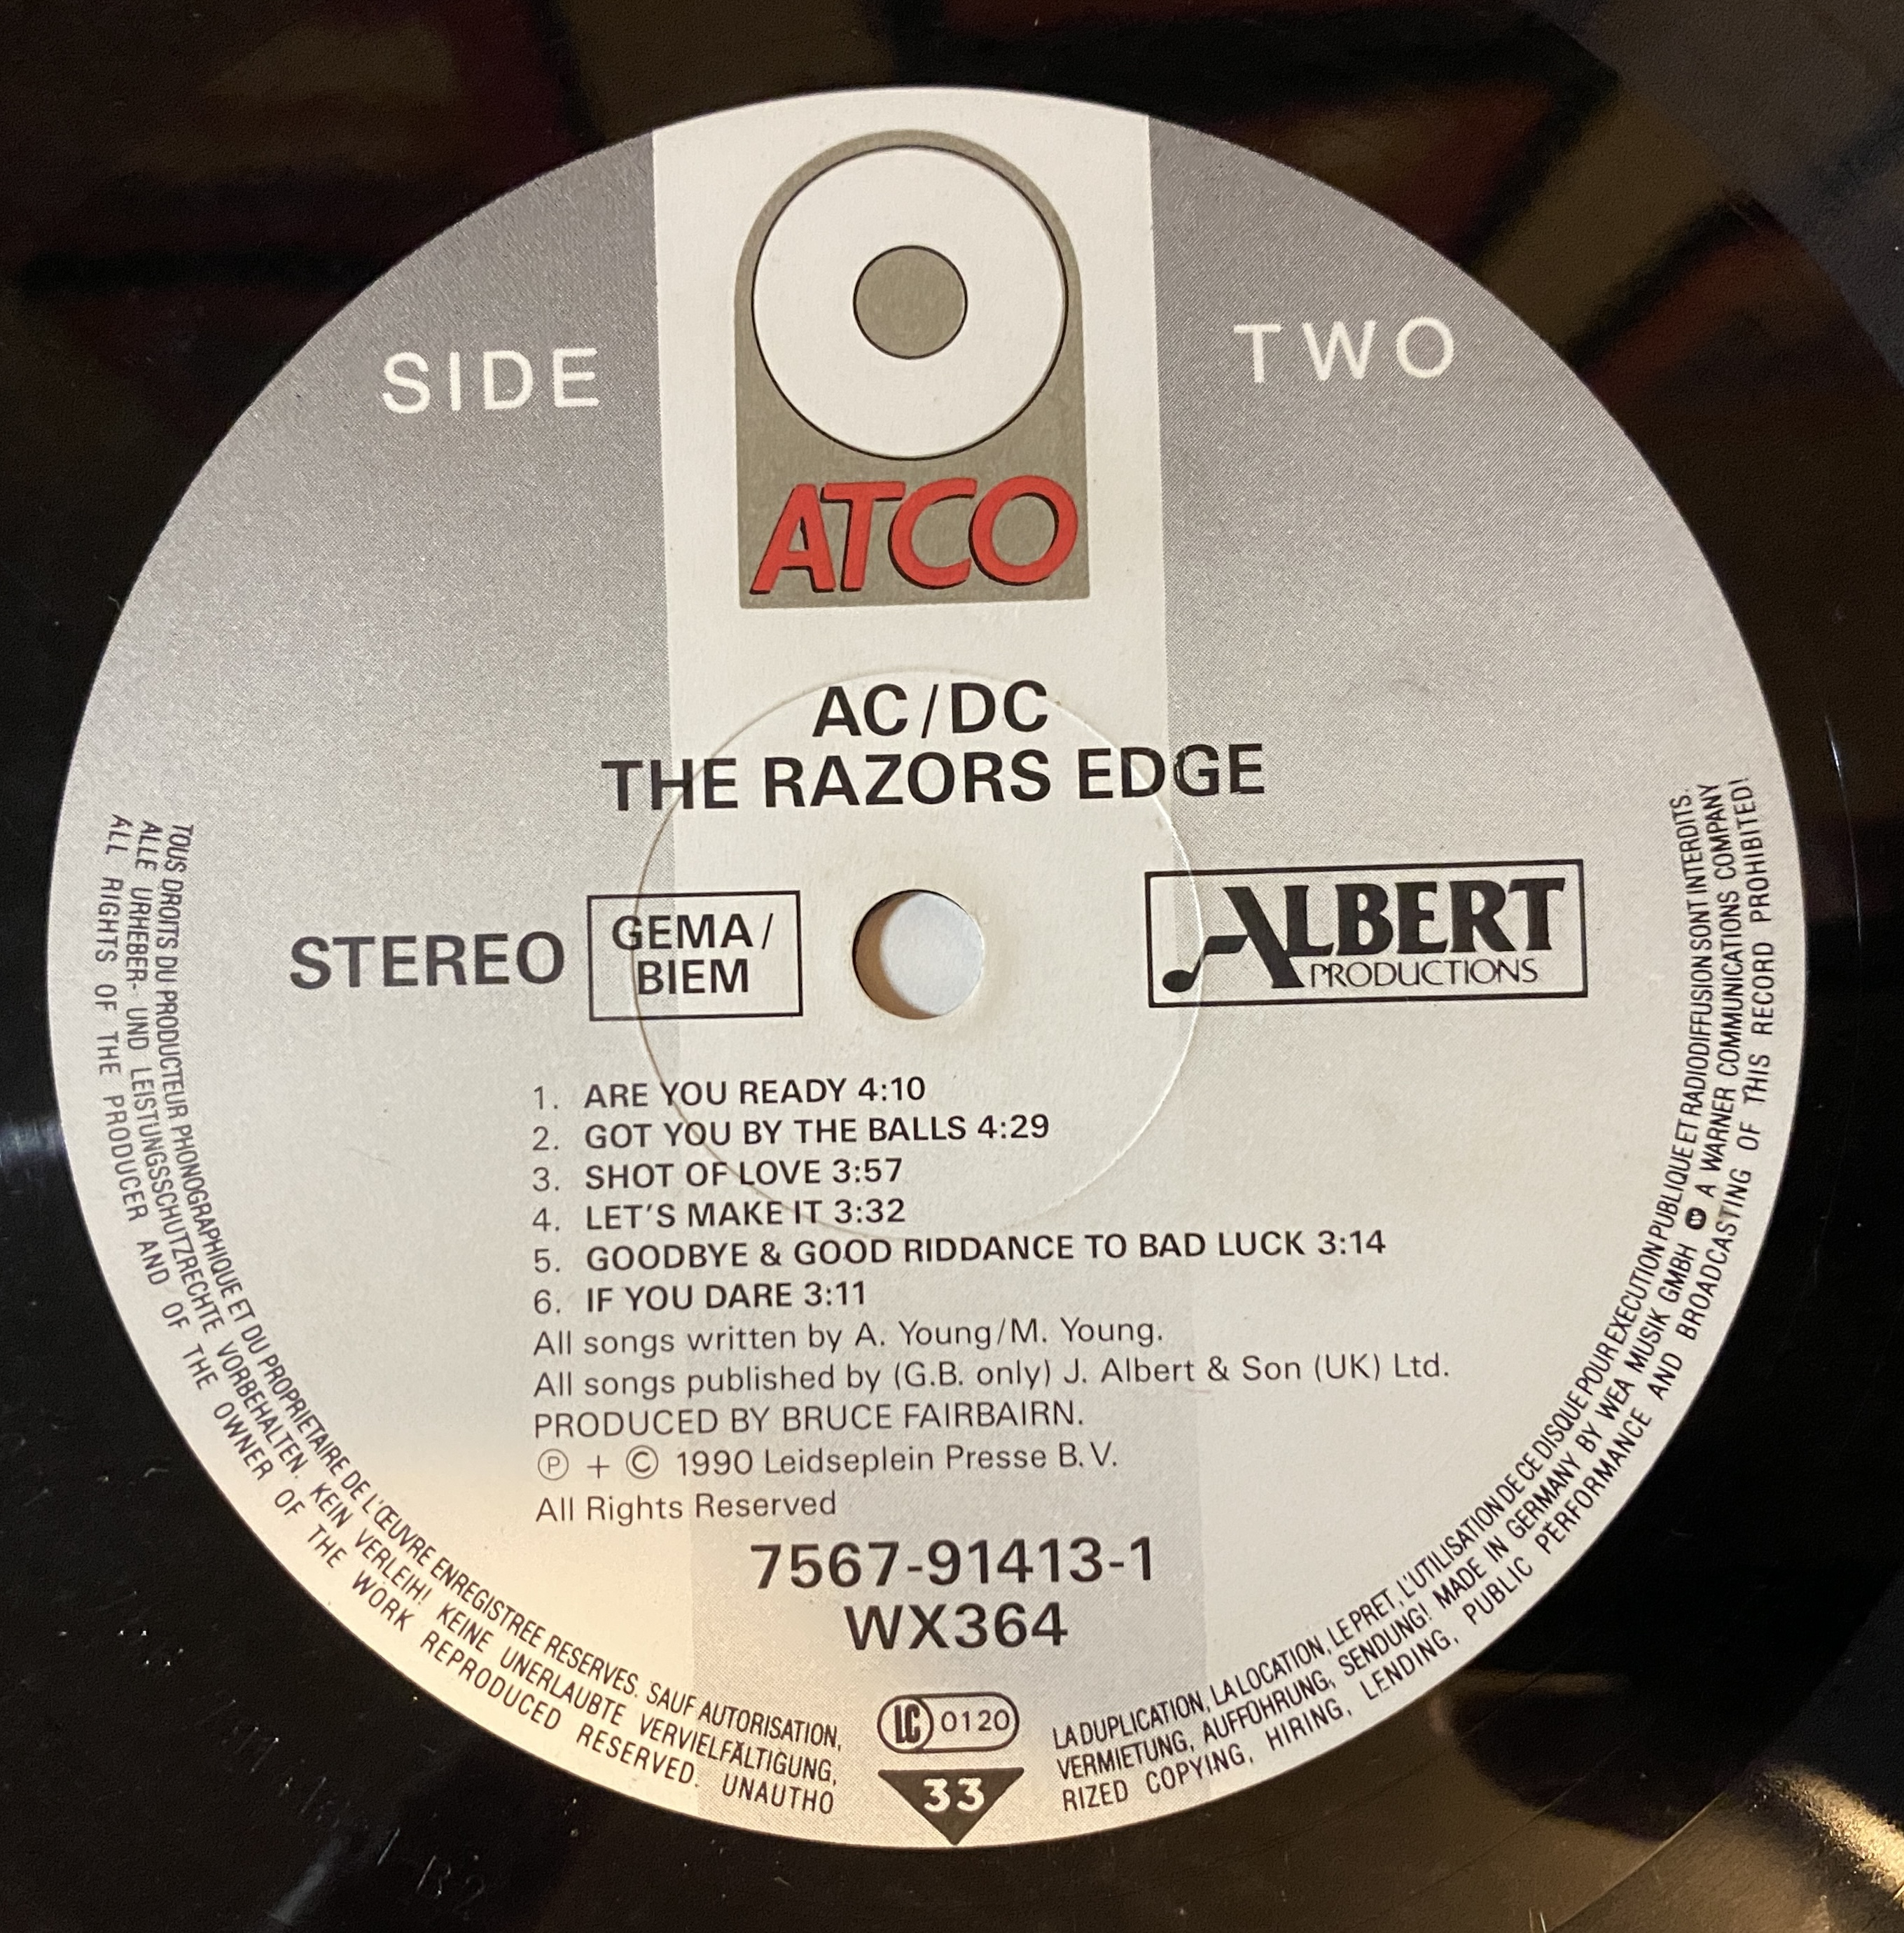 SIDE
TWO
ATCO
AC/DC
THE RAZORS EDGE
STEREO
GEMA/
BIEM
ALBERT
PRODUCTIONS
1. ARE YOU READY 4:10
2. GOT YOU BY THE BALLS 4:29
3. SHOT OF LOVE 3:57
4. LET'S MAKE IT 3:32
5. GOODBYE & GOOD RIDDANCE TO BAD LUCK 3:14
6. IF YOU DARE 3:11
All songs written by A. Young/M. Young.
All songs published by (G.B. only) J. Albert & Son (UK) Ltd.
PRODUCED BY BRUCE FAIRBAIRN.
Ⓟ + © 1990 Leidseplein Presse B.V.
All Rights Reserved
7567-91413-1
WX364
LC 0120
33
TOUS DROITS DU PRODUCTEUR PHONOGRAPHIQUE ET DU PROPRIETAIRE DE L'ŒUVRE ENREGISTREE RESERVES. SAUF AUTORISATION, LA DUPLICATION, LA LOCATION, LE PRET, L'UTILISATION DE CE DISQUE POUR EXECUTION PUBLIQUE ET RADIODIFFUSION SONT INTERDITS.
ALLE URHEBER- UND LEISTUNGSSCHUTZRECHTE VORBEHALTEN. KEIN VERLEIH! KEINE UNERLAUBTE VERVIELFÄLTIGUNG, VERMIETUNG, AUFFÜHRUNG, SENDUNG! MADE IN GERMANY BY WEA MUSIK GMBH A WARNER COMMUNICATIONS COMPANY
ALL RIGHTS OF THE PRODUCER AND OF THE OWNER OF THE WORK REPRODUCED RESERVED. UNAUTHORIZED COPYING, HIRING, LENDING, PUBLIC PERFORMANCE AND BROADCASTING OF THIS RECORD PROHIBITED!
B2